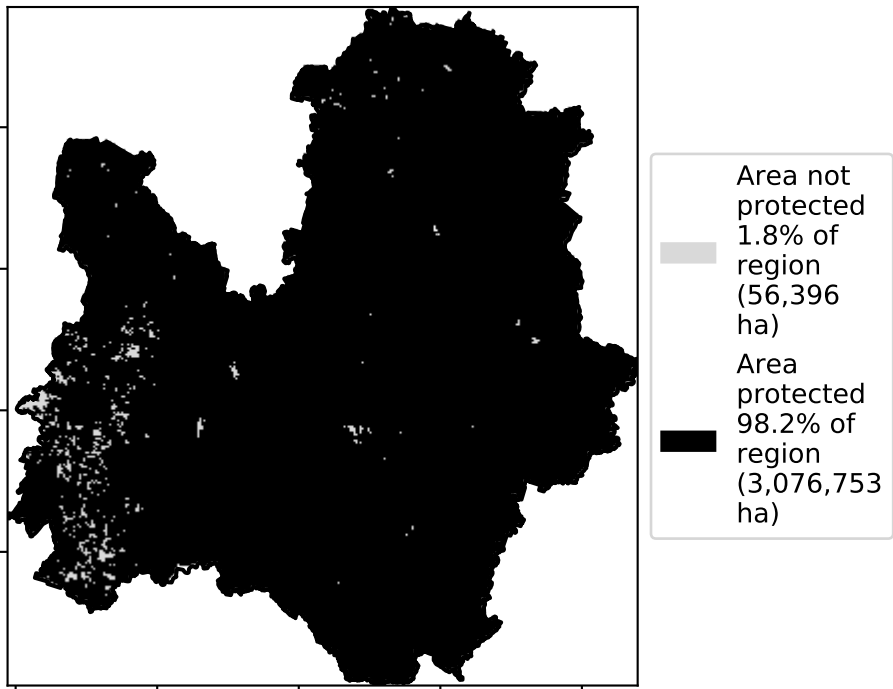 Area not
protected
1.8% of
region
(56,396
ha)
Area
protected
98.2% of
region
(3,076,753
ha)